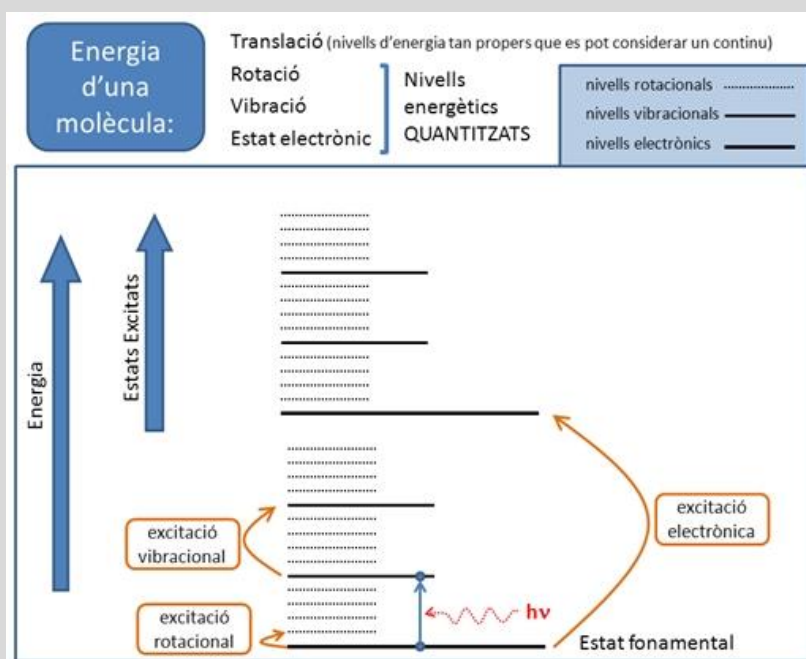 Energia
d'una
molècula:
Translació (nivells d'energia tan propers que es pot considerar un continu)
Rotació
Vibració
Estat electrònic
Nivells
energètics
QUANTITZATS
nivells rotacionals
nivells vibracionals
nivells electrònics
Energia
Estats Excitats
excitació
vibracional
excitació
rotacional
hν
excitació
electrònica
Estat fonamental